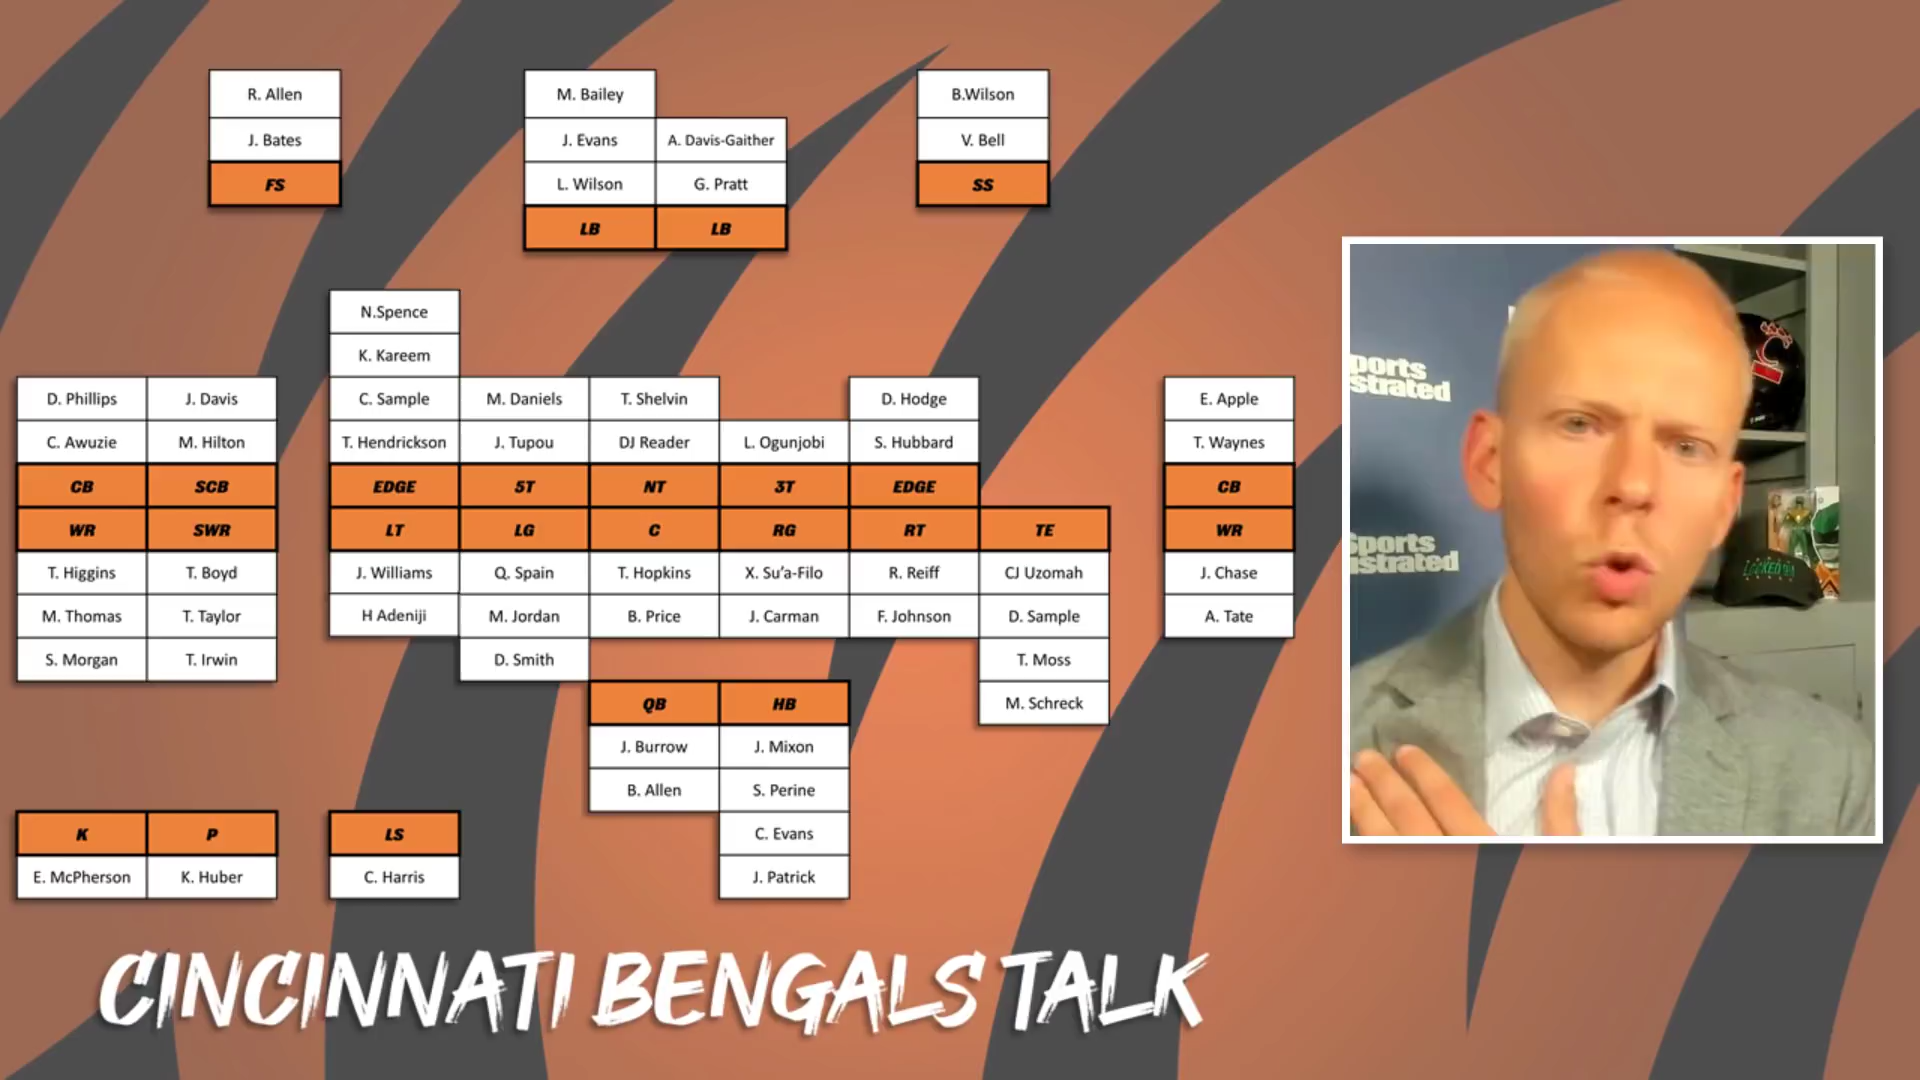 R. Allen
J. Bates
FS
M. Bailey
J. Evans
A. Davis-Gaither
L. Wilson
G. Pratt
LB
LB
B.Wilson
V. Bell
SS
N.Spence
K. Kareem
D. Phillips
J. Davis
C. Sample
M. Daniels
T. Shelvin
D. Hodge
E. Apple
C. Awuzie
M. Hilton
T. Hendrickson
J. Tupou
DJ Reader
L. Ogunjobi
S. Hubbard
T. Waynes
CB
SCB
EDGE
5T
NT
3T
EDGE
CB
WR
SWR
LT
LG
C
RG
RT
TE
WR
T. Higgins
T. Boyd
J. Williams
Q. Spain
T. Hopkins
X. Su’a-Filo
R. Reiff
CJ Uzomah
J. Chase
M. Thomas
T. Taylor
H Adeniji
M. Jordan
B. Price
J. Carman
F. Johnson
D. Sample
A. Tate
S. Morgan
T. Irwin
D. Smith
T. Moss
M. Schreck
QB
HB
J. Burrow
J. Mixon
B. Allen
S. Perine
C. Evans
J. Patrick
K
P
LS
E. McPherson
K. Huber
C. Harris
CINCINNATI BENGALS TALK
ports
strated
Sports
istrated